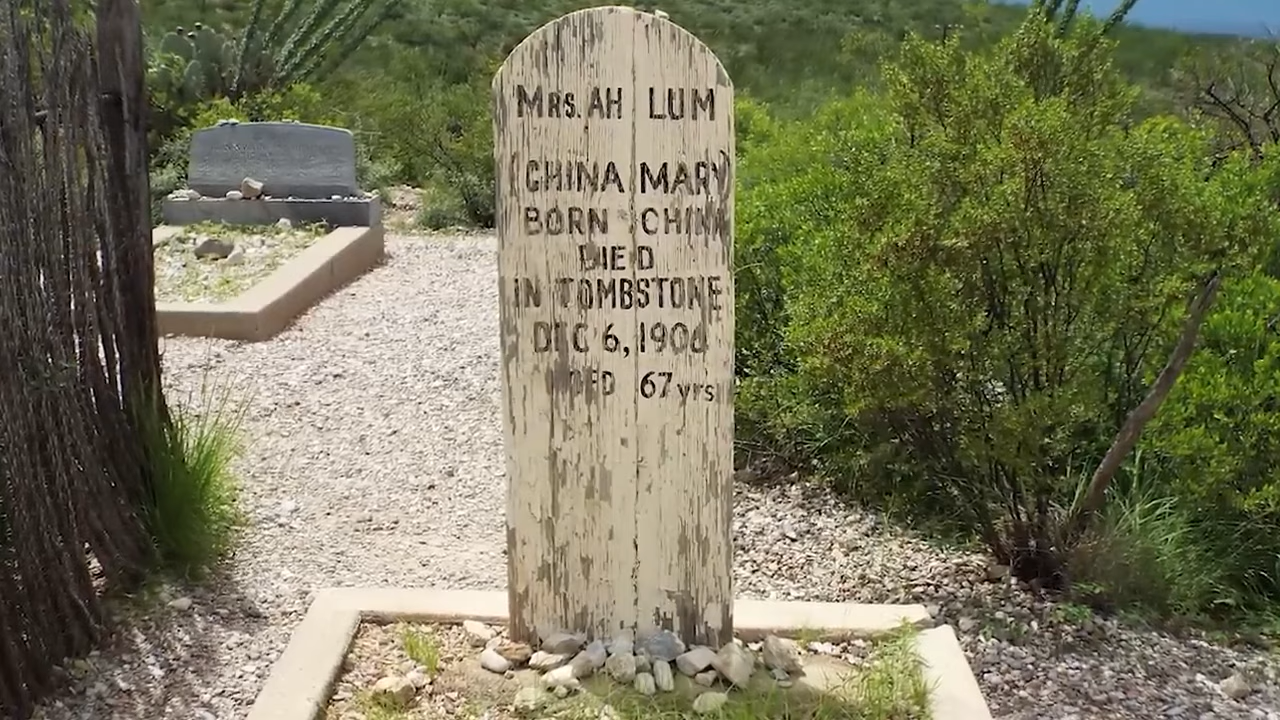 MRS. AH LUM
(CHINA MARY)
BORN CHINA
DIED
IN TOMBSTONE
DEC 6, 1906
AGED 67 yrs